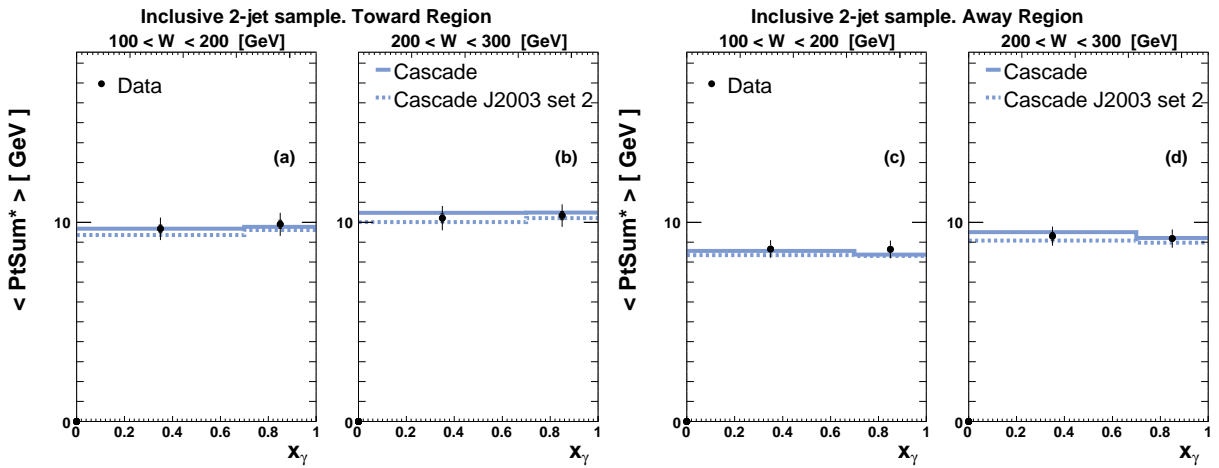 Inclusive 2-jet sample. Toward Region
100 < W < 200 [GeV]
200 < W < 300 [GeV]
< PtSum* > [ GeV ]
Data
Cascade
Cascade J2003 set 2
(a)
(b)
10
10
0
0
0 0.2 0.4 0.6 0.8 1
0 0.2 0.4 0.6 0.8 1
xγ
xγ
Inclusive 2-jet sample. Away Region
100 < W < 200 [GeV]
200 < W < 300 [GeV]
< PtSum* > [ GeV ]
Data
Cascade
Cascade J2003 set 2
(c)
(d)
10
10
0
0
0 0.2 0.4 0.6 0.8 1
0 0.2 0.4 0.6 0.8 1
xγ
xγ